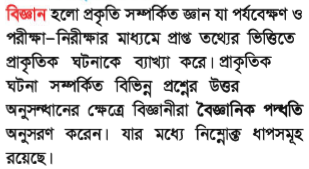 বিজ্ঞান হলো প্রকৃতি সম্পর্কিত জ্ঞান যা পর্যবেক্ষণ ও
পরীক্ষা-নিরীক্ষার মাধ্যমে প্রাপ্ত তথ্যের ভিত্তিতে
প্রাকৃতিক ঘটনাকে ব্যাখ্যা করে। প্রাকৃতিক
ঘটনা সম্পর্কিত বিভিন্ন প্রশ্নের উত্তর
অনুসন্ধানের ক্ষেত্রে বিজ্ঞানীরা বৈজ্ঞানিক পদ্ধতি
অনুসরণ করেন। যার মধ্যে নিম্নোক্ত ধাপসমূহ
রয়েছে।